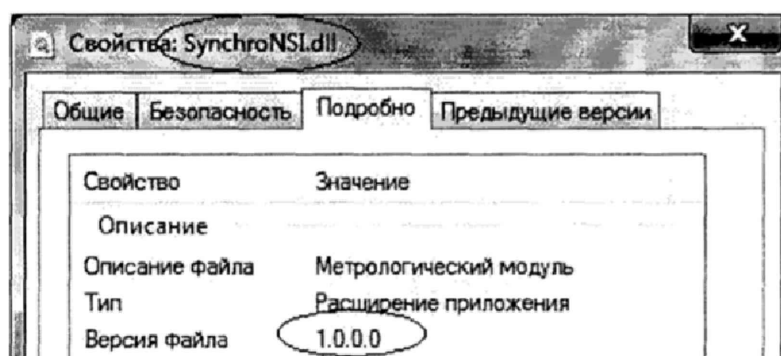 Свойства: SynchroNSI.dll
Общие Безопасность Подробно Предыдущие версии
Свойство Значение
Описание
Описание файла Метрологический модуль
Тип Расширение приложения
Версия файла 1.0.0.0